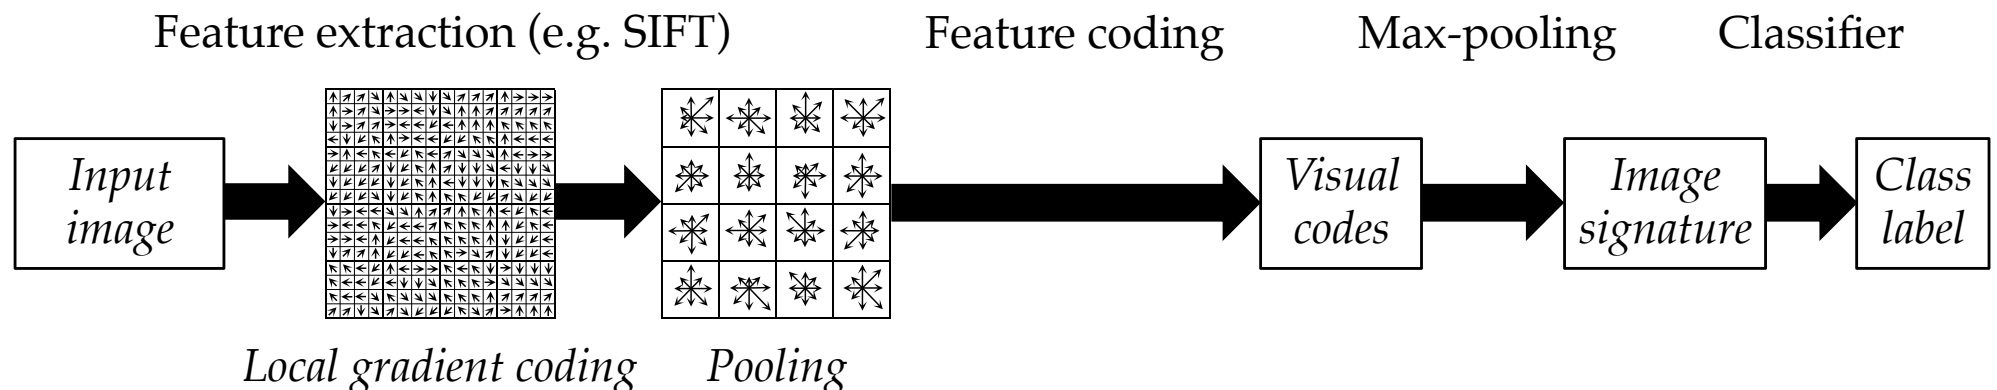 Feature extraction (e.g. SIFT) Feature coding Max-pooling Classifier
Input
image
Visual
codes
Image
signature
Class
label
Local gradient coding Pooling